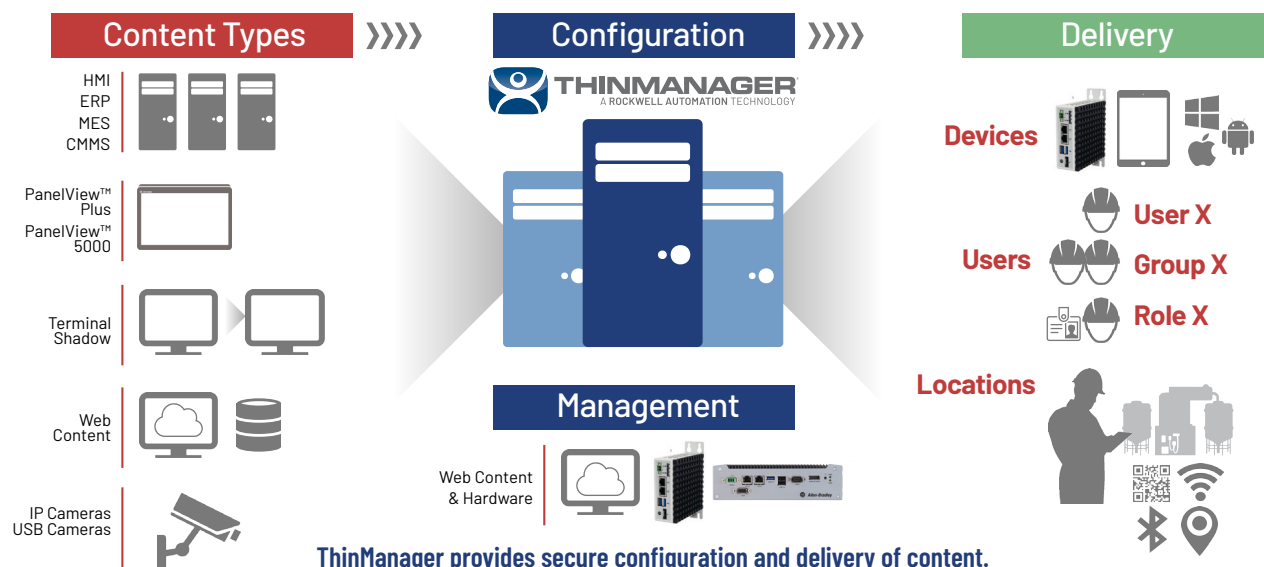 Content Types
HMI
ERP
MES
CMMS
PanelView™
Plus
PanelView™
5000
Terminal
Shadow
Web
Content
IP Cameras
USB Cameras
Configuration
THINMANAGER
A ROCKWELL AUTOMATION TECHNOLOGY
Management
Web Content
& Hardware
Allen-Bradley
Delivery
Devices
Users
User X
Group X
Role X
Locations
ThinManager provides secure configuration and delivery of content.